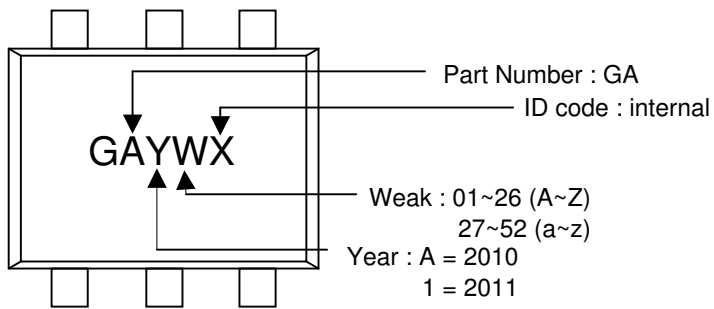 Part Number : GA
ID code : internal
GAYWX
Weak : 01~26 (A~Z)
27~52 (a~z)
Year : A = 2010
1 = 2011